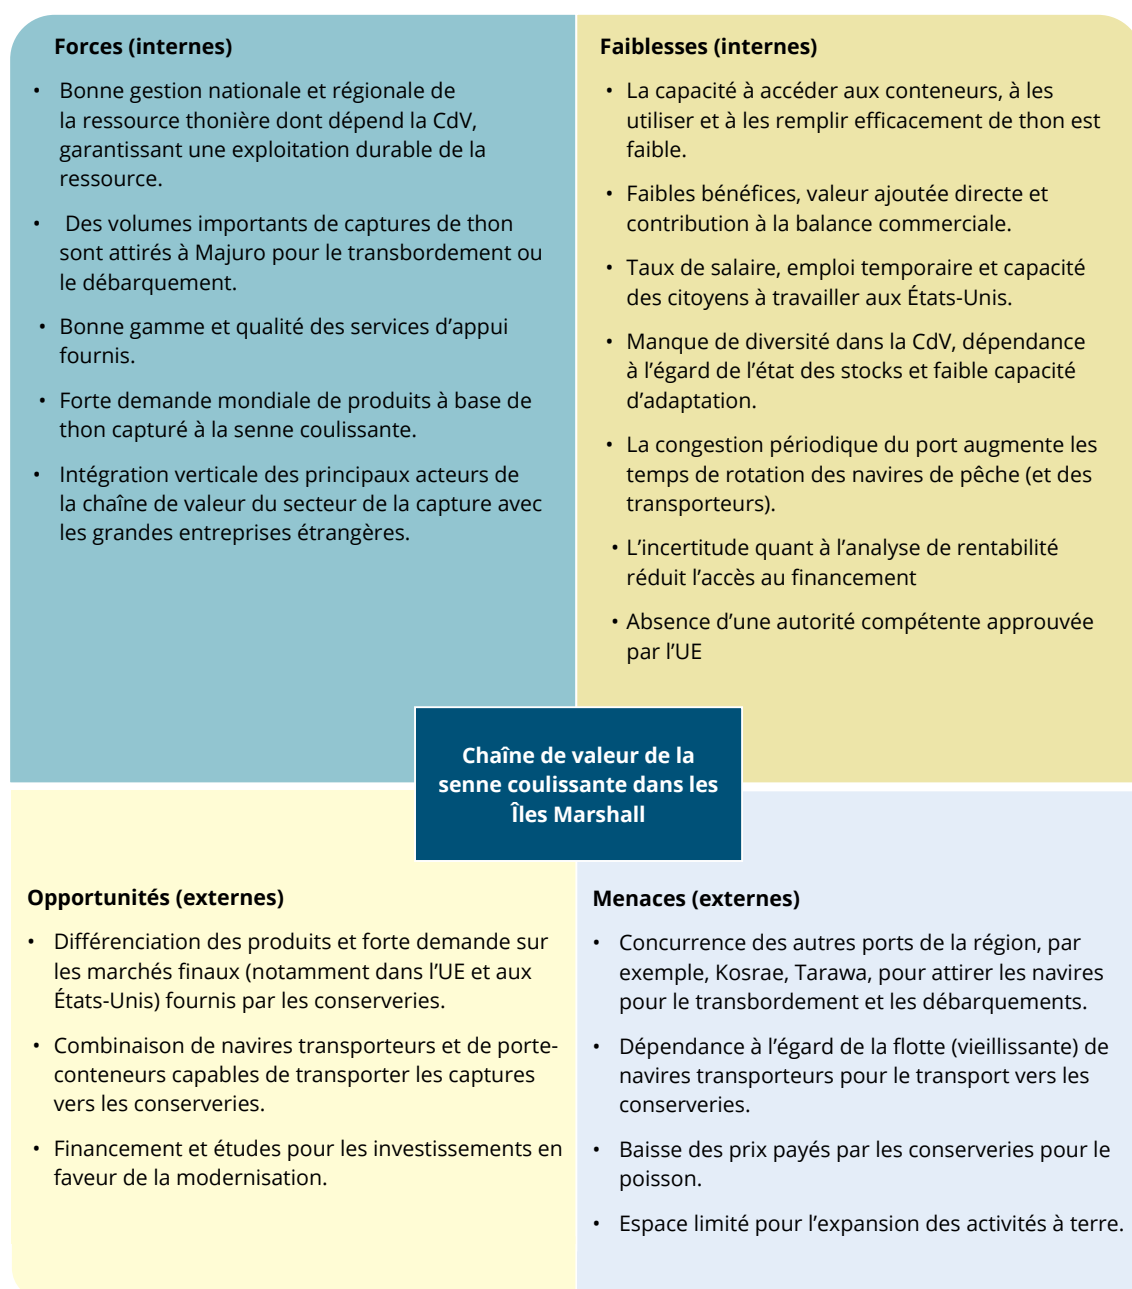 Forces (internes)
• Bonne gestion nationale et régionale de
la ressource thonière dont dépend la CdV,
garantissant une exploitation durable de la
ressource.
• Des volumes importants de captures de thon
sont attirés à Majuro pour le transbordement ou
le débarquement.
• Bonne gamme et qualité des services d’appui
fournis.
• Forte demande mondiale de produits à base de
thon capturé à la senne coulissante.
• Intégration verticale des principaux acteurs de
la chaîne de valeur du secteur de la capture avec
les grandes entreprises étrangères.
Faiblesses (internes)
• La capacité à accéder aux conteneurs, à les
utiliser et à les remplir efficacement de thon est
faible.
• Faibles bénéfices, valeur ajoutée directe et
contribution à la balance commerciale.
• Taux de salaire, emploi temporaire et capacité
des citoyens à travailler aux États-Unis.
• Manque de diversité dans la CdV, dépendance
à l’égard de l’état des stocks et faible capacité
d’adaptation.
• La congestion périodique du port augmente les
temps de rotation des navires de pêche (et des
transporteurs).
• L’incertitude quant à l’analyse de rentabilité
réduit l’accès au financement
• Absence d’une autorité compétente approuvée
par l’UE
Chaîne de valeur de la
senne coulissante dans les
Îles Marshall
Opportunités (externes)
• Différenciation des produits et forte demande sur
les marchés finaux (notamment dans l’UE et aux
États-Unis) fournis par les conserveries.
• Combinaison de navires transporteurs et de porte-
conteneurs capables de transporter les captures
vers les conserveries.
• Financement et études pour les investissements en
faveur de la modernisation.
Menaces (externes)
• Concurrence des autres ports de la région, par
exemple, Kosrae, Tarawa, pour attirer les navires
pour le transbordement et les débarquements.
• Dépendance à l’égard de la flotte (vieillissante) de
navires transporteurs pour le transport vers les
conserveries.
• Baisse des prix payés par les conserveries pour le
poisson.
• Espace limité pour l’expansion des activités à terre.